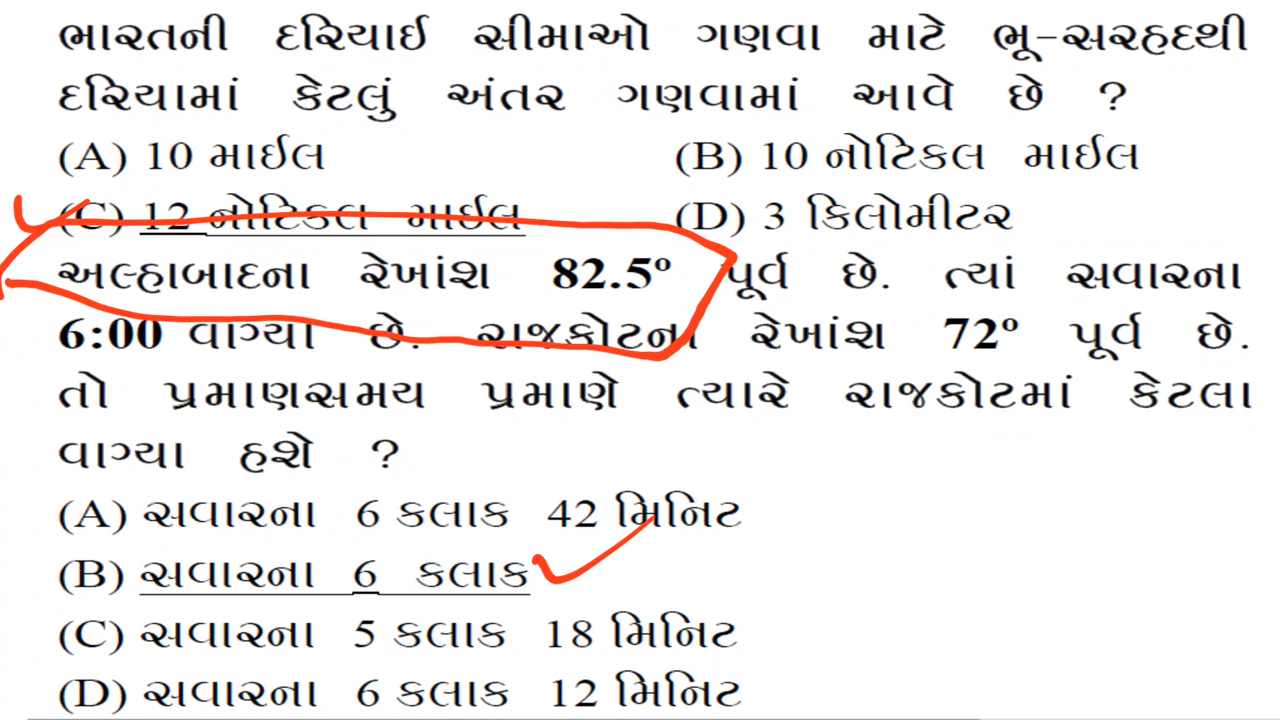 ભારતની દરિયાઈ સીમાઓ ગણવા માટે ભૂ-સરહદથી
દરિયામાં કેટલું અંતર ગણવામાં આવે છે ?
(A) 10 માઈલ (B) 10 નોટિકલ માઈલ
(C) 12 નોટિકલ માઈલ (D) 3 કિલોમીટર
અલ્હાબાદના રેખાંશ 82.5º પૂર્વ છે. ત્યાં સવારના
6:00 વાગ્યા છે. રાજકોટના રેખાંશ 72º પૂર્વ છે.
તો પ્રમાણસમય પ્રમાણે ત્યારે રાજકોટમાં કેટલા
વાગ્યા હશે ?
(A) સવારના 6 કલાક 42 મિનિટ
(B) સવારના 6 કલાક
(C) સવારના 5 કલાક 18 મિનિટ
(D) સવારના 6 કલાક 12 મિનિટ